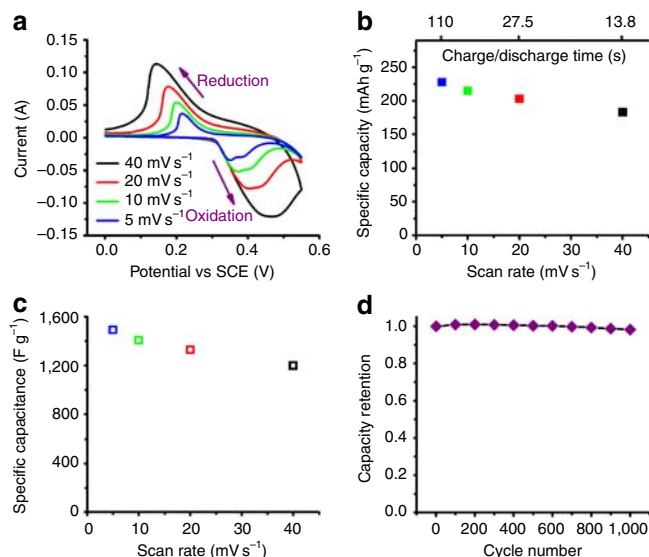 a
0.15
0.10
0.05
0.00
–0.05
–0.10
–0.15
Current (A)
Reduction
40 mV s⁻¹
20 mV s⁻¹
10 mV s⁻¹
5 mV s⁻¹
Oxidation
0.0 0.2 0.4 0.6
Potential vs SCE (V)
b
110 27.5 13.8
Charge/discharge time (s)
250
200
150
100
50
0
Specific capacity (mAh g⁻¹)
0 10 20 30 40
Scan rate (mV s⁻¹)
c
1,600
1,200
800
400
0
Specific capacitance (F g⁻¹)
0 10 20 30 40
Scan rate (mV s⁻¹)
d
1.0
0.8
0.6
0.4
0.2
0.0
Capacity retention
0 200 400 600 800 1,000
Cycle number